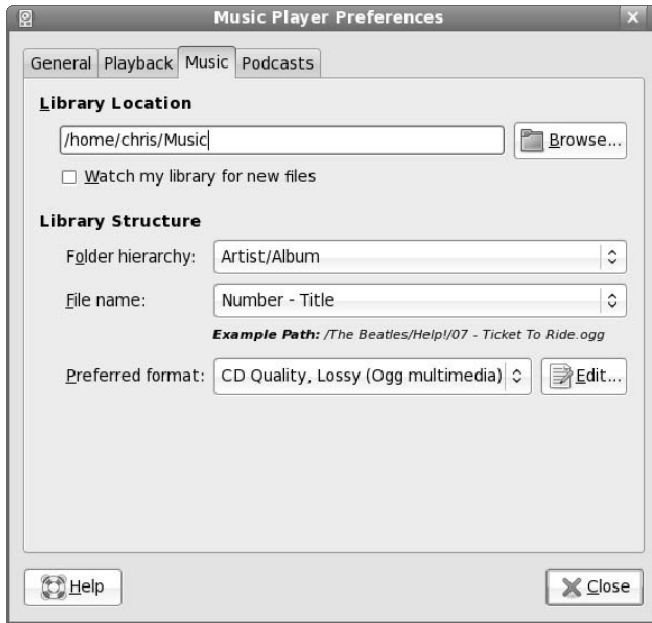 Music Player Preferences
General Playback Music Podcasts
Library Location
/home/chris/Music
Browse...
Watch my library for new files
Library Structure
Folder hierarchy: Artist/Album
File name: Number - Title
Example Path: /The Beatles/Help!/07 - Ticket To Ride.ogg
Preferred format: CD Quality, Lossy (Ogg multimedia) Edit...
Help Close